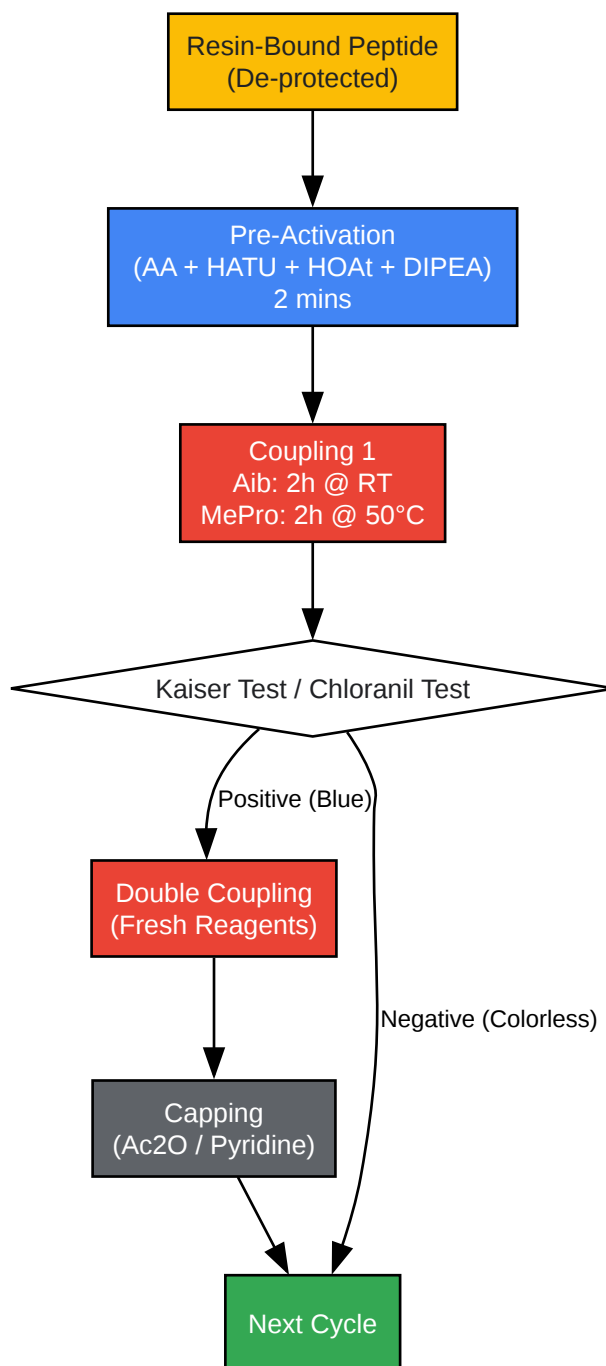 Resin-Bound Peptide
(De-protected)
Pre-Activation
(AA + HATU + HOAt + DIPEA)
2 mins
Coupling 1
Aib: 2h @ RT
MePro: 2h @ 50°C
Kaiser Test / Chloranil Test
Positive (Blue)
Double Coupling
(Fresh Reagents)
Negative (Colorless)
Capping
(Ac2O / Pyridine)
Next Cycle